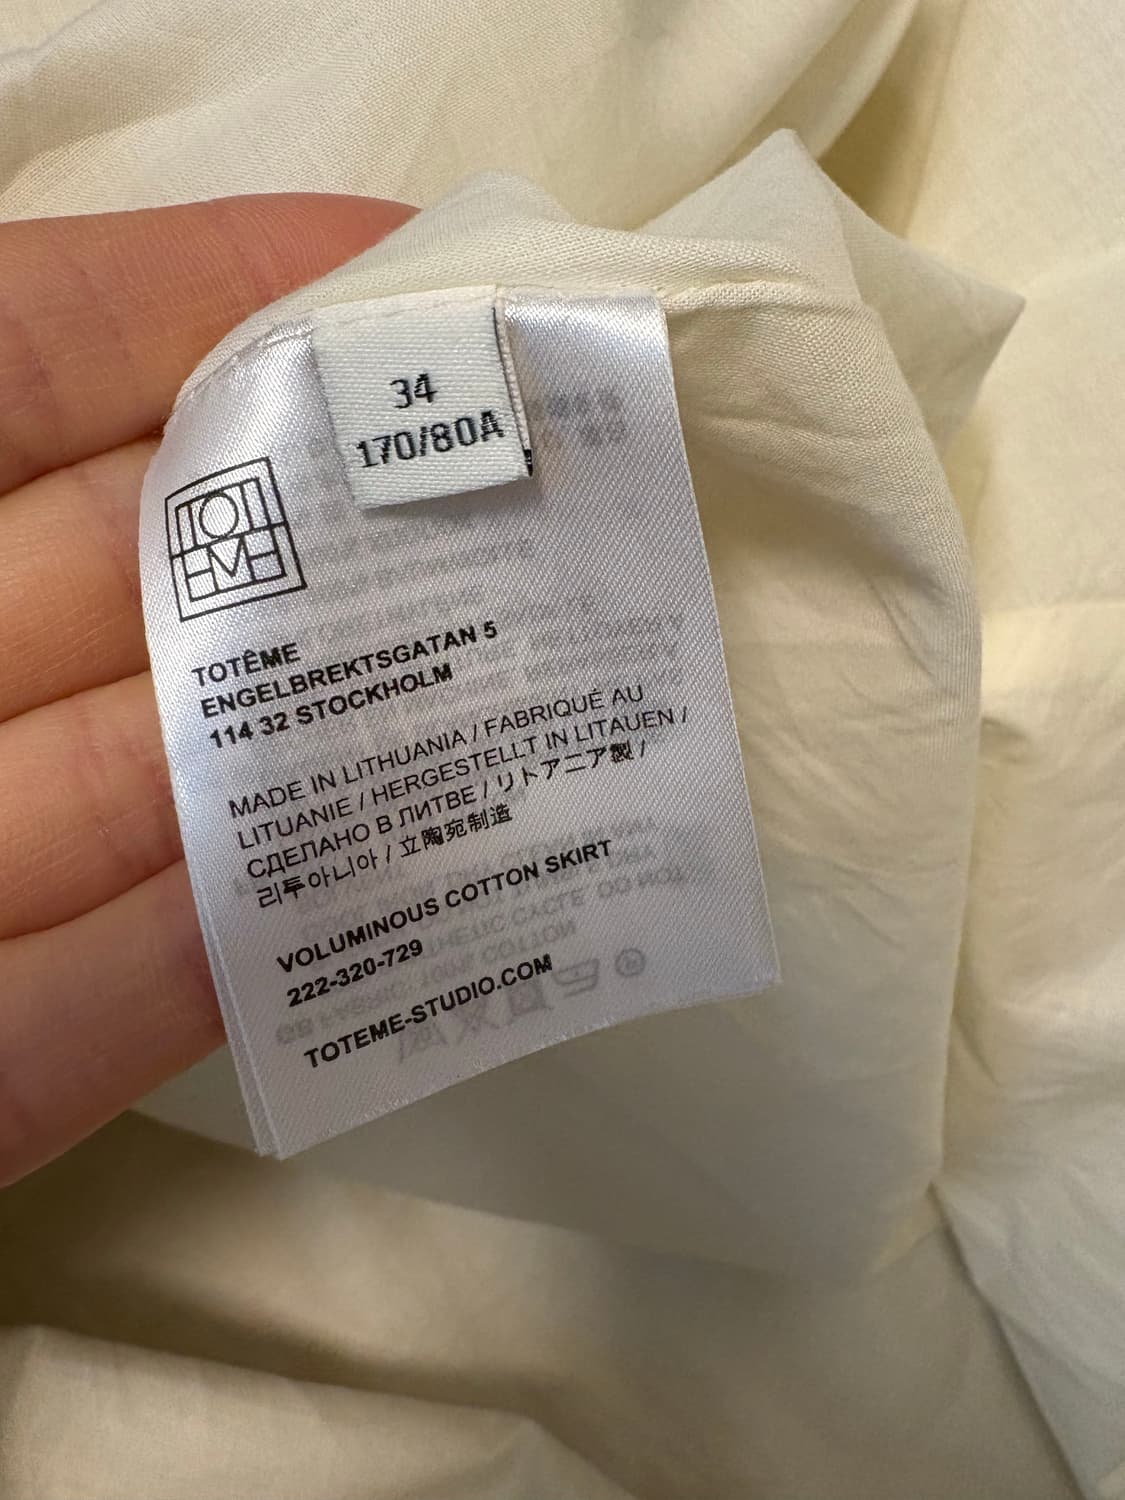 34
170/80A
TOTÊME
TOTÊME
ENGELBREKTSGATAN 5
114 32 STOCKHOLM
MADE IN LITHUANIA / FABRIQUÉ AU
LITUANIE / HERGESTELLT IN LITAUEN /
СДЕЛАНО В ЛИТВЕ / リトアニア製 /
리투아니아 / 立陶宛制造
VOLUMINOUS COTTON SKIRT
222-320-729
TOTEME-STUDIO.COM